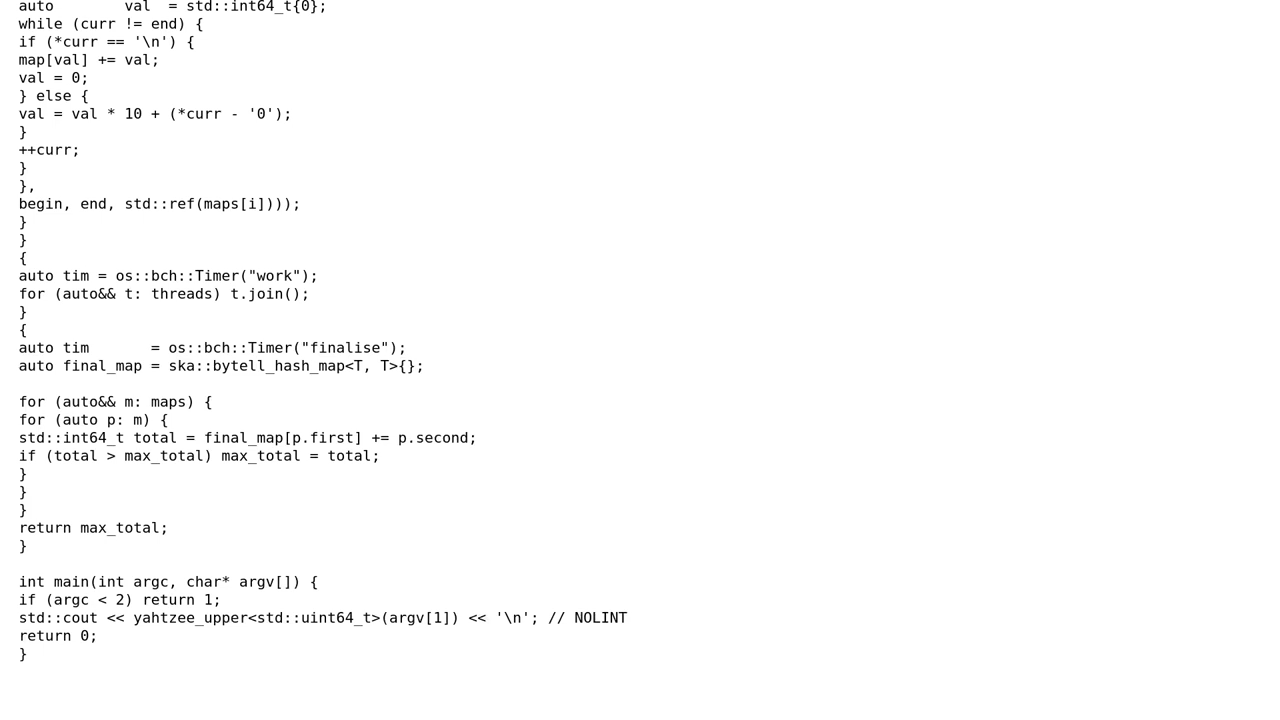 auto        val  = std::int64_t{0};
while (curr != end) {
if (*curr == '\n') {
map[val] += val;
val = 0;
} else {
val = val * 10 + (*curr - '0');
}
++curr;
}
},
begin, end, std::ref(maps[i])));
}
}
{
auto tim = os::bch::Timer("work");
for (auto&& t: threads) t.join();
}
{
auto tim       = os::bch::Timer("finalise");
auto final_map = ska::bytell_hash_map<T, T>{};

for (auto&& m: maps) {
for (auto p: m) {
std::int64_t total = final_map[p.first] += p.second;
if (total > max_total) max_total = total;
}
}
}
return max_total;
}

int main(int argc, char* argv[]) {
if (argc < 2) return 1;
std::cout << yahtzee_upper<std::uint64_t>(argv[1]) << '\n'; // NOLINT
return 0;
}